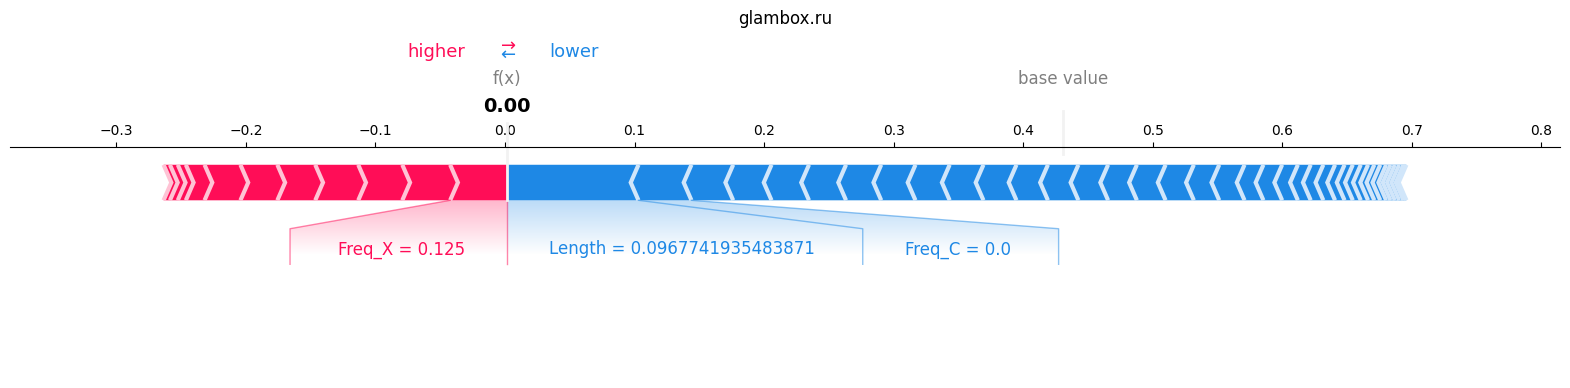 glambox.ru
higher → ← lower
f(x) base value
0.00
−0.3 −0.2 −0.1 0.0 0.1 0.2 0.3 0.4 0.5 0.6 0.7 0.8
Freq_X = 0.125 Length = 0.0967741935483871 Freq_C = 0.0